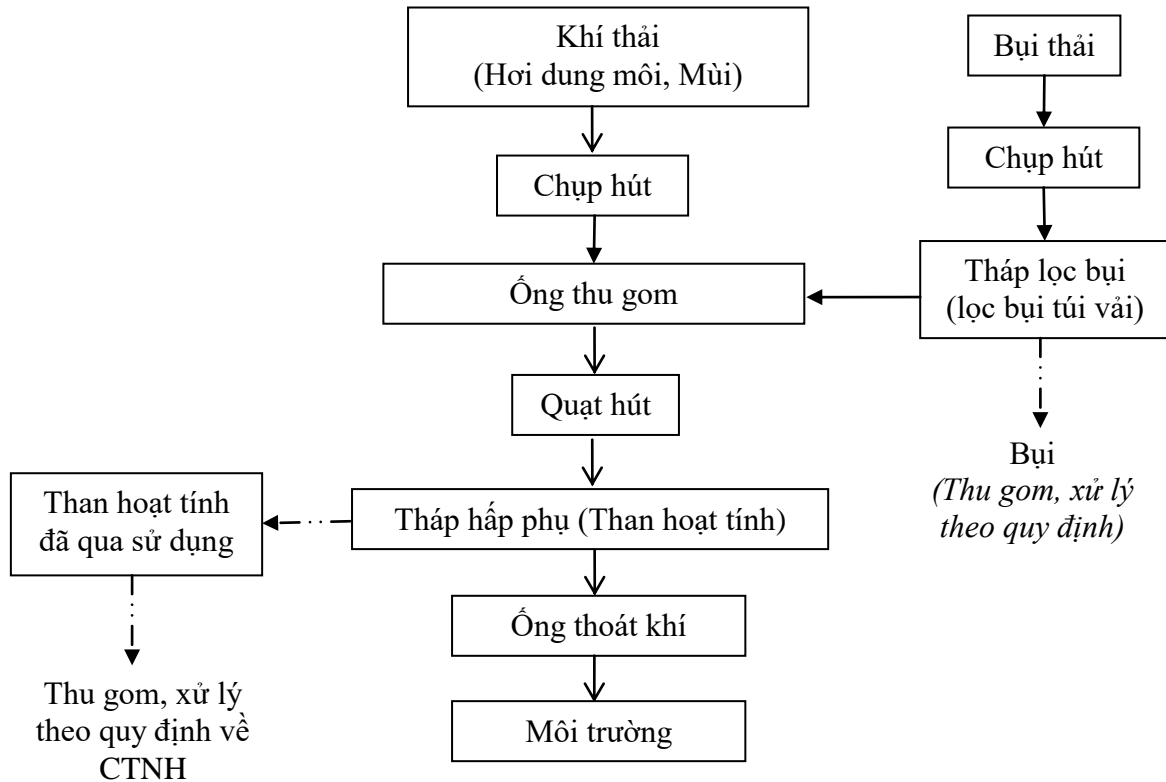 Khí thải
(Hơi dung môi, Mùi)
Bụi thải
Chụp hút
Chụp hút
Ống thu gom
Tháp lọc bụi
(lọc bụi túi vải)
Quạt hút
Bụi
(Thu gom, xử lý
theo quy định)
Than hoạt tính
đã qua sử dụng
Tháp hấp phụ (Than hoạt tính)
Ống thoát khí
Thu gom, xử lý
theo quy định về
CTNH
Môi trường